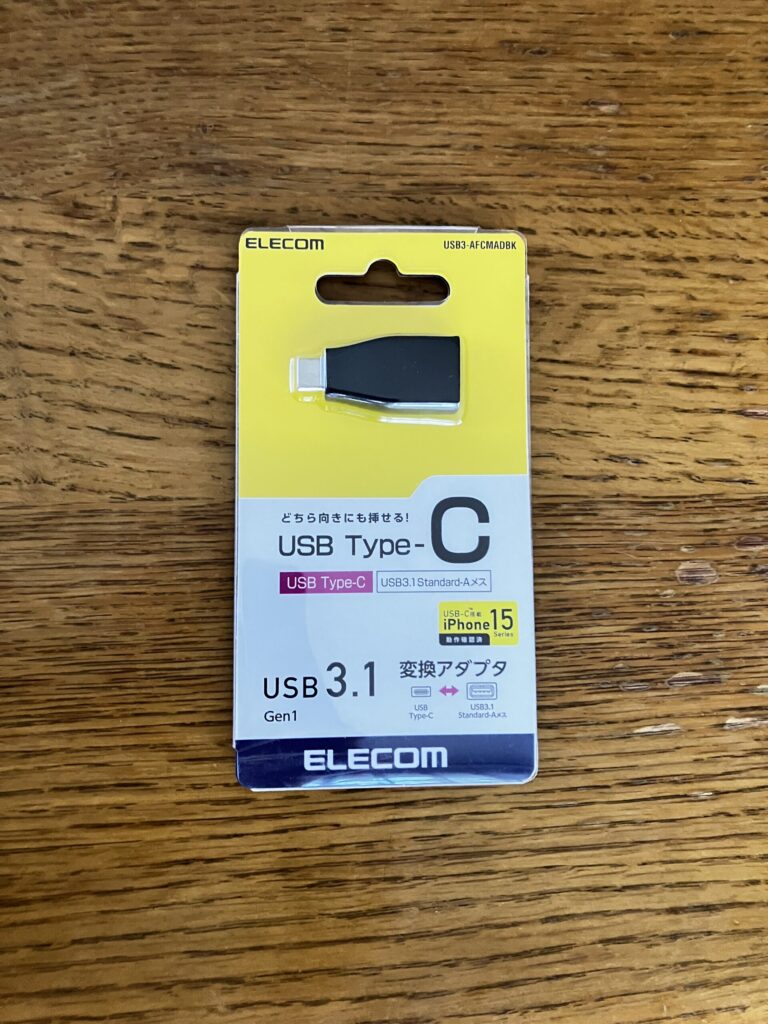 ELECOM USB3-AFCMADBK
どちら向きにも挿せる!
USB Type-C
USB Type-C USB3.1 Standard-Aメス
USB-C搭載
iPhone15
Series
動作確認済
USB 3.1
Gen1
変換アダプタ
USB
Type-C
USB3.1
Standard-Aメス
ELECOM